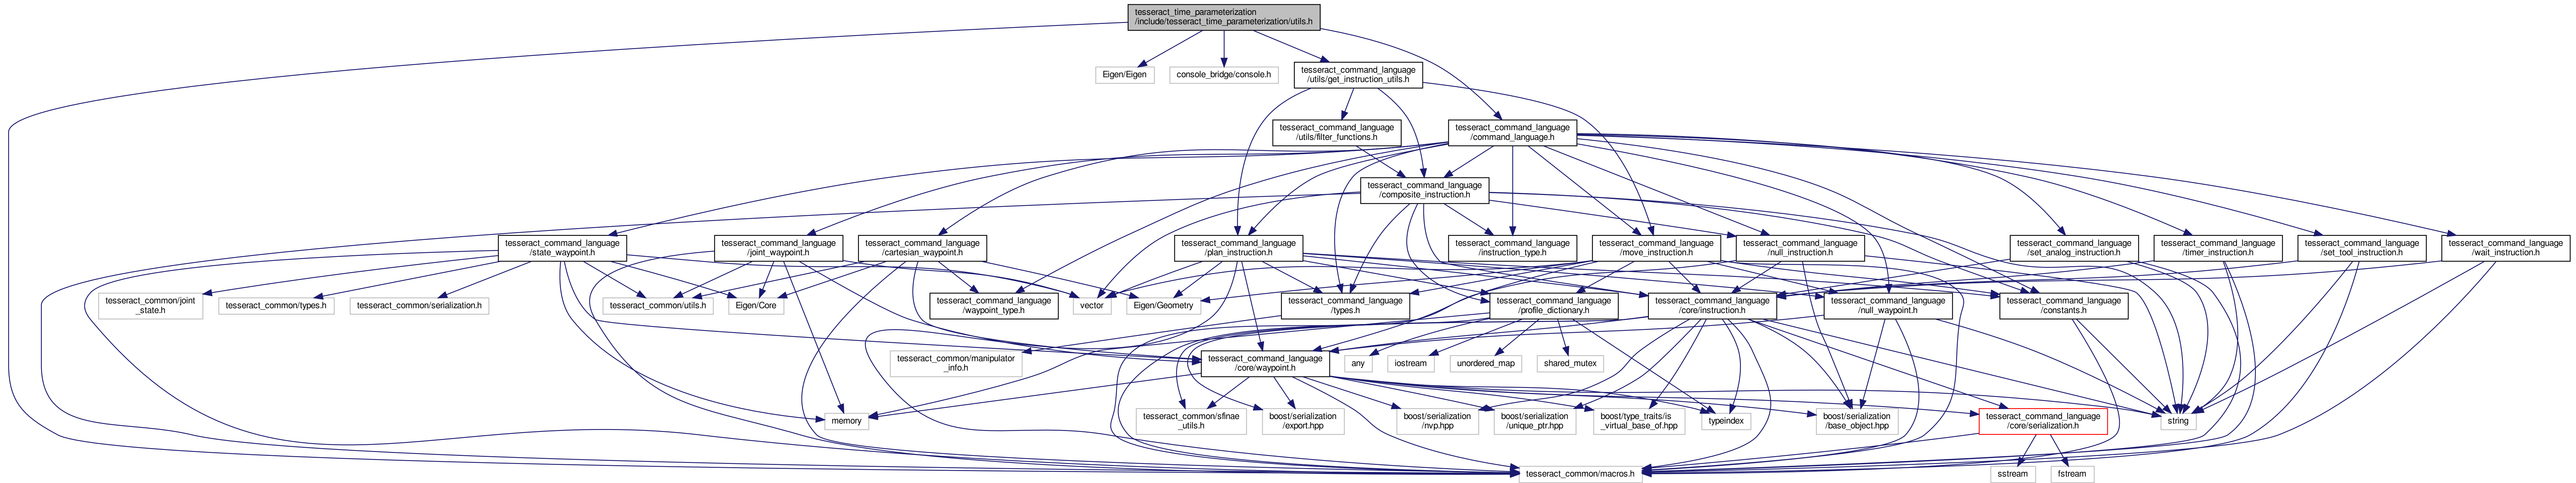 tesseract_time_parameterization
/include/tesseract_time_parameterization/utils.h
Eigen/Eigen
console_bridge/console.h
tesseract_command_language
/utils/get_instruction_utils.h
tesseract_command_language
/utils/filter_functions.h
tesseract_command_language
/command_language.h
tesseract_command_language
/composite_instruction.h
tesseract_command_language
/state_waypoint.h
tesseract_command_language
/joint_waypoint.h
tesseract_command_language
/cartesian_waypoint.h
tesseract_command_language
/plan_instruction.h
tesseract_command_language
/instruction_type.h
tesseract_command_language
/move_instruction.h
tesseract_command_language
/null_instruction.h
tesseract_command_language
/set_analog_instruction.h
tesseract_command_language
/timer_instruction.h
tesseract_command_language
/set_tool_instruction.h
tesseract_command_language
/wait_instruction.h
tesseract_common/joint
_state.h
tesseract_common/types.h
tesseract_common/serialization.h
tesseract_common/utils.h
Eigen/Core
tesseract_command_language
/waypoint_type.h
vector
Eigen/Geometry
tesseract_command_language
/types.h
tesseract_command_language
/profile_dictionary.h
tesseract_command_language
/core/instruction.h
tesseract_command_language
/null_waypoint.h
tesseract_command_language
/constants.h
tesseract_common/manipulator
_info.h
tesseract_command_language
/core/waypoint.h
any
iostream
unordered_map
shared_mutex
memory
tesseract_common/sfinae
_utils.h
boost/serialization
/export.hpp
boost/serialization
/nvp.hpp
boost/serialization
/unique_ptr.hpp
boost/type_traits/is
_virtual_base_of.hpp
typeindex
boost/serialization
/base_object.hpp
tesseract_command_language
/core/serialization.h
string
tesseract_common/macros.h
sstream
fstream